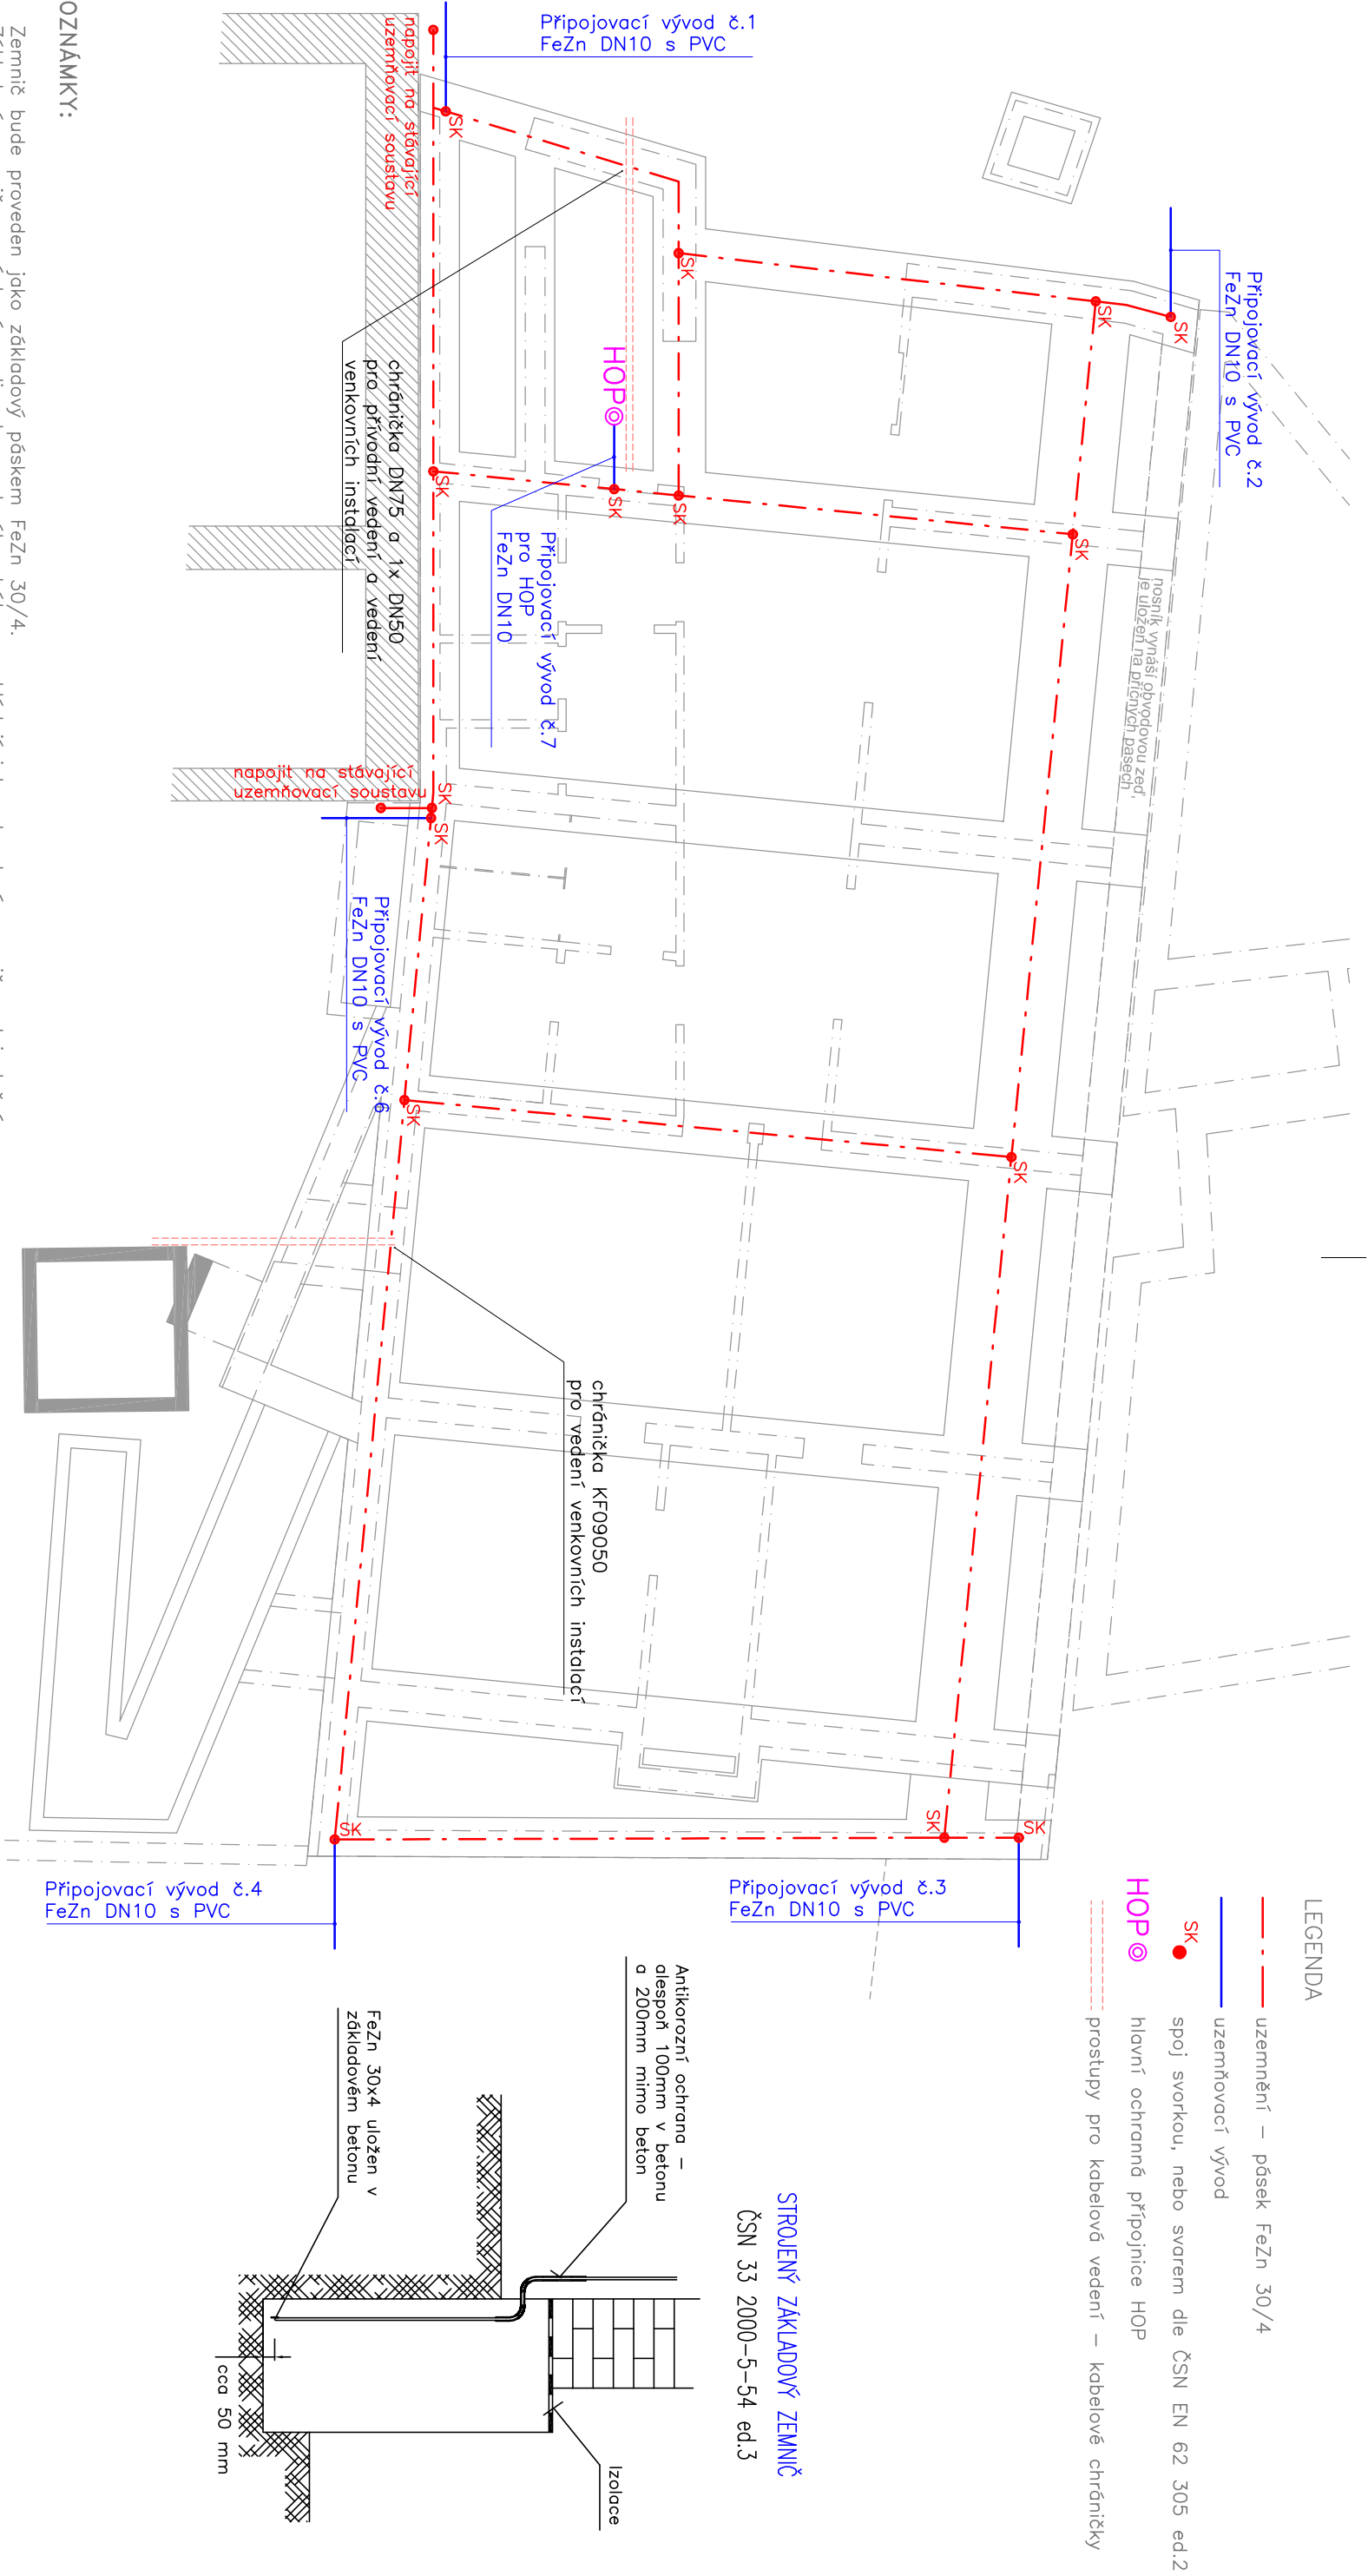 Připojovací vývod č.1
FeZn DN10 s PVC
napojit na stávající
uzemňovací soustavu
SK
SK
SK
SK
Připojovací vývod č.2
FeZn DN10 s PVC
HOP
SK
SK
SK
SK
chránička DN75 a 1x DN50
pro přívodní vedení a vedení
venkovních instalací
Připojovací vývod č.7
pro HOP
FeZn DN10
nosník vynáší obvodovou zeď
je uložen na příčných pasech
napojit na stávající
uzemňovací soustavu
SK
SK
Připojovací vývod č.6
FeZn DN10 s PVC
SK
SK
chránička KF09050
pro vedení venkovních instalací
SK
SK
SK
Připojovací vývod č.4
FeZn DN10 s PVC
Připojovací vývod č.3
FeZn DN10 s PVC
LEGENDA
uzemnění – pásek FeZn 30/4
uzemňovací vývod
SK
spoj svorkou, nebo svarem dle ČSN EN 62 305 ed.2
HOP
hlavní ochranná přípojnice HOP
prostupy pro kabelová vedení – kabelové chráničky
STROJENÝ ZÁKLADOVÝ ZEMNIČ
ČSN 33 2000-5-54 ed.3
Antikorozní ochrana –
alespoň 100mm v betonu
a 200mm mimo beton
FeZn 30x4 uložen v
základovém betonu
Izolace
cca 50 mm
OZNÁMKY:
Zemnič bude proveden jako základový páskem FeZn 30/4.